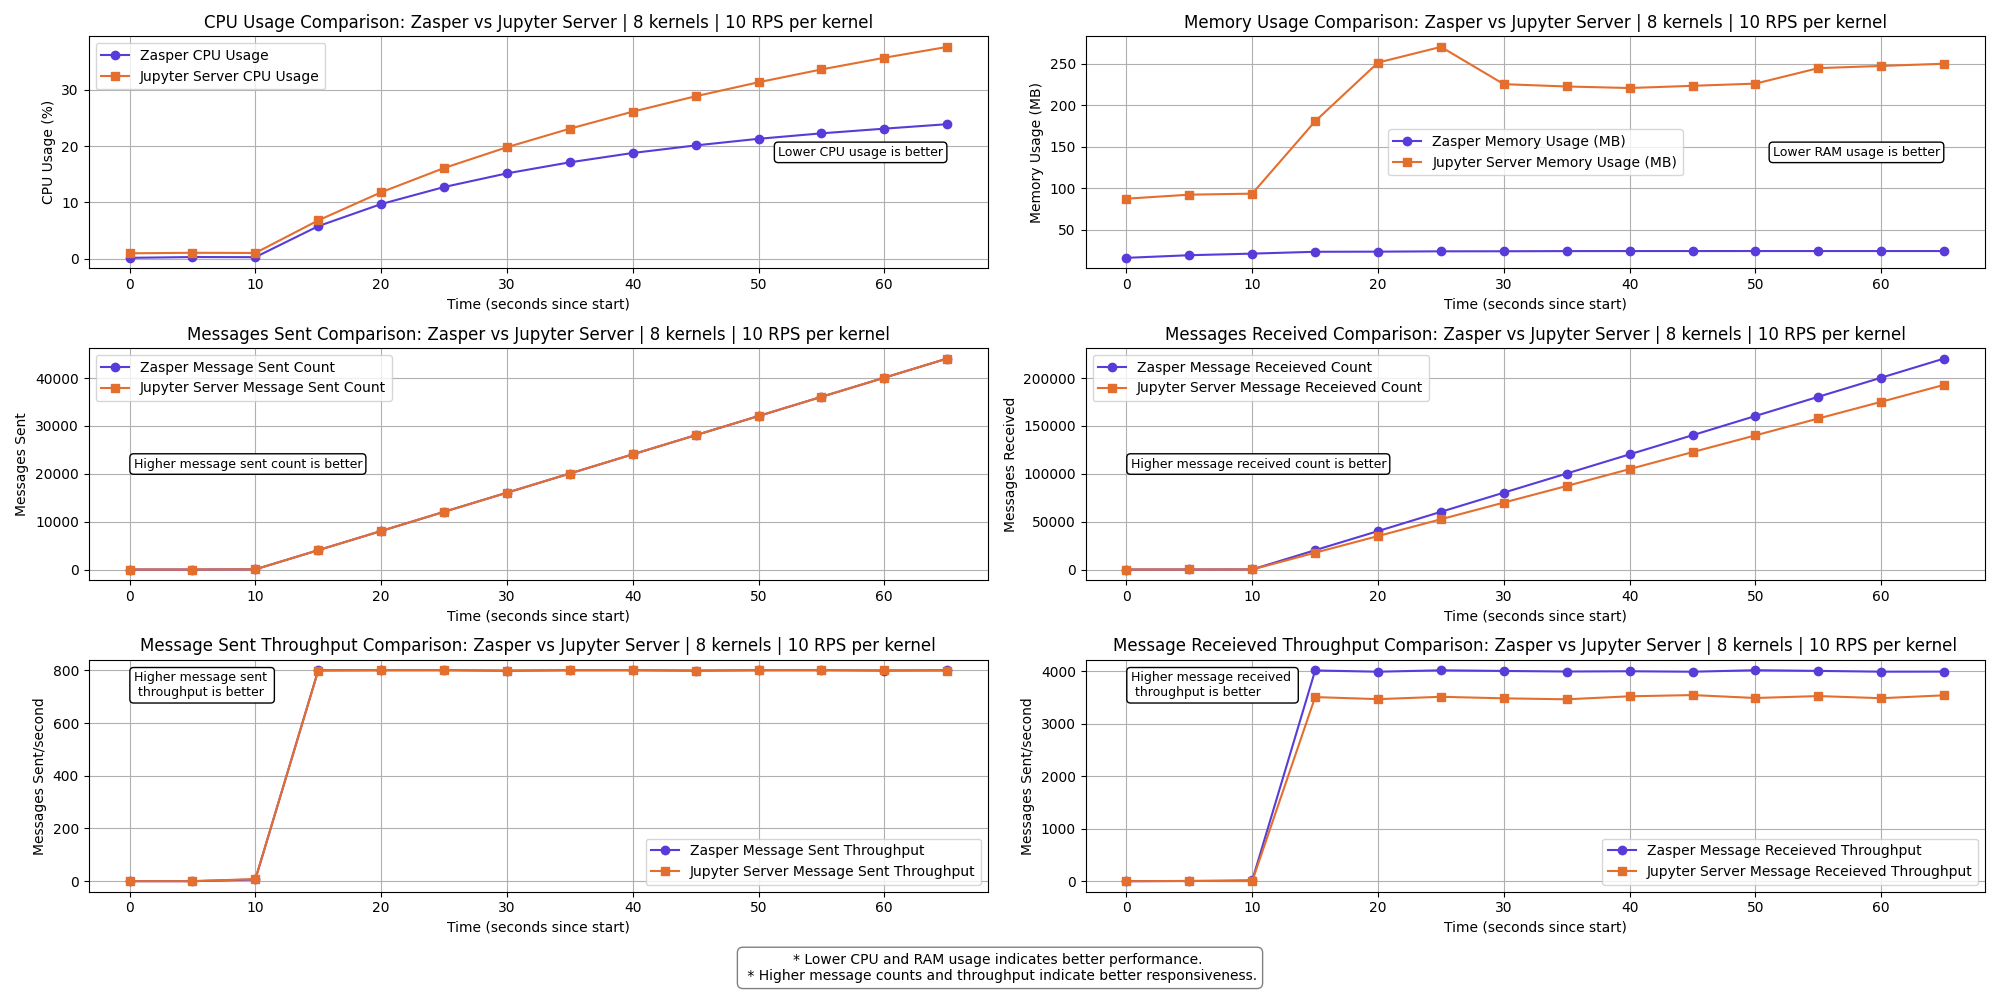 CPU Usage Comparison: Zasper vs Jupyter Server | 8 kernels | 10 RPS per kernel
Zasper CPU Usage
Jupyter Server CPU Usage
Lower CPU usage is better
CPU Usage (%)
30
20
10
0
0 10 20 30 40 50 60
Time (seconds since start)
Memory Usage Comparison: Zasper vs Jupyter Server | 8 kernels | 10 RPS per kernel
Zasper Memory Usage (MB)
Jupyter Server Memory Usage (MB)
Lower RAM usage is better
Memory Usage (MB)
250
200
150
100
50
0 10 20 30 40 50 60
Time (seconds since start)
Messages Sent Comparison: Zasper vs Jupyter Server | 8 kernels | 10 RPS per kernel
Zasper Message Sent Count
Jupyter Server Message Sent Count
Higher message sent count is better
Messages Sent
40000
30000
20000
10000
0
0 10 20 30 40 50 60
Time (seconds since start)
Messages Received Comparison: Zasper vs Jupyter Server | 8 kernels | 10 RPS per kernel
Zasper Message Receieved Count
Jupyter Server Message Receieved Count
Higher message received count is better
Messages Received
200000
150000
100000
50000
0
0 10 20 30 40 50 60
Time (seconds since start)
Message Sent Throughput Comparison: Zasper vs Jupyter Server | 8 kernels | 10 RPS per kernel
Higher message sent
throughput is better
Zasper Message Sent Throughput
Jupyter Server Message Sent Throughput
Messages Sent/second
800
600
400
200
0
0 10 20 30 40 50 60
Time (seconds since start)
Message Receieved Throughput Comparison: Zasper vs Jupyter Server | 8 kernels | 10 RPS per kernel
Higher message received
throughput is better
Zasper Message Receieved Throughput
Jupyter Server Message Receieved Throughput
Messages Sent/second
4000
3000
2000
1000
0
0 10 20 30 40 50 60
Time (seconds since start)
* Lower CPU and RAM usage indicates better performance.
* Higher message counts and throughput indicate better responsiveness.